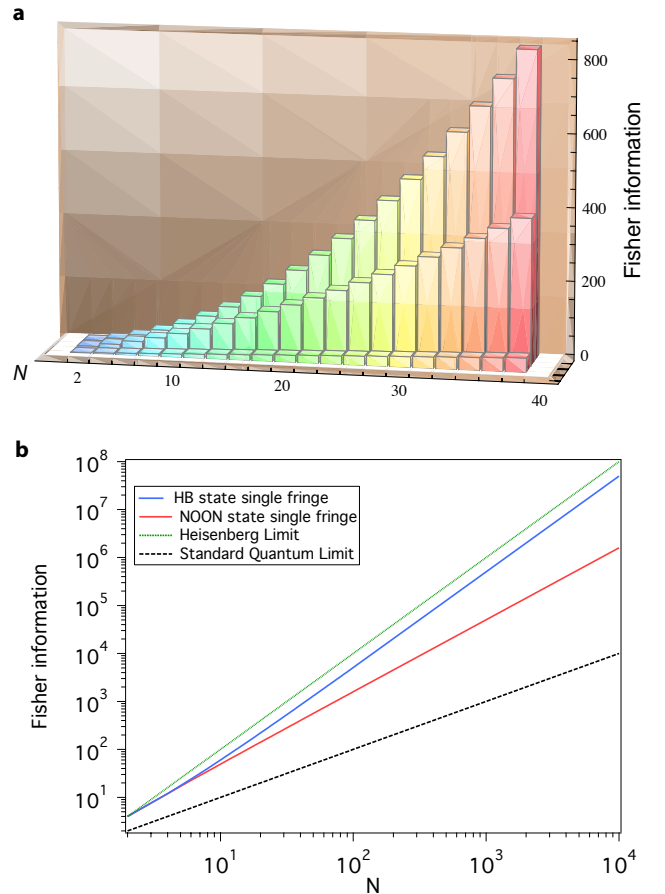 a
800
600
400
200
0
Fisher information
N
2
10
20
30
40
b
10^8
10^7
10^6
10^5
10^4
10^3
10^2
10^1
Fisher information
HB state single fringe
NOON state single fringe
Heisenberg Limit
Standard Quantum Limit
10^1
10^2
10^3
10^4
N